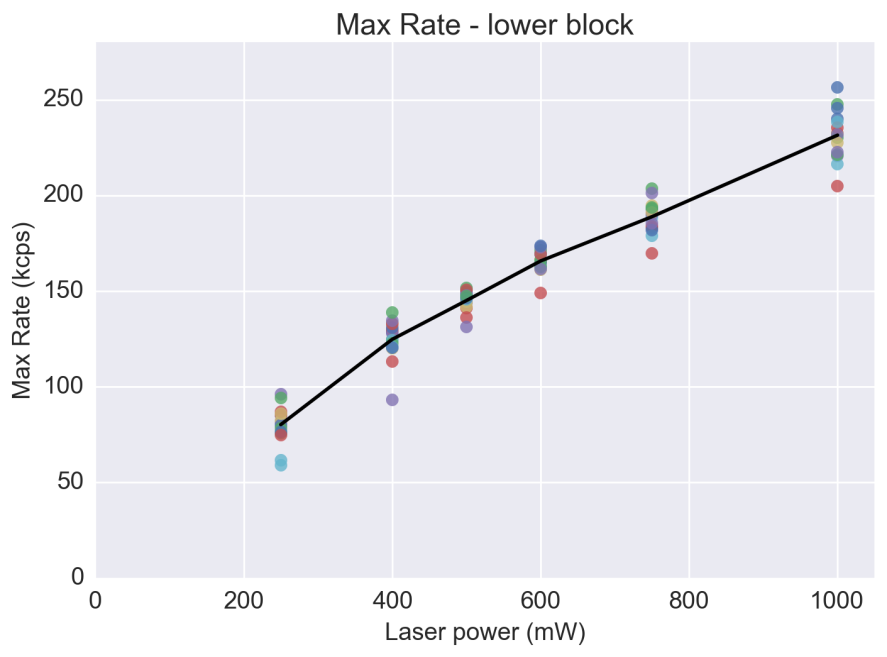 Max Rate - lower block
Max Rate (kcps)
250
200
150
100
50
0
0 200 400 600 800 1000
Laser power (mW)